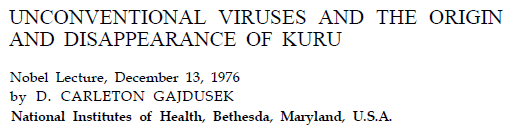 UNCONVENTIONAL VIRUSES AND THE ORIGIN
AND DISAPPEARANCE OF KURU
Nobel Lecture, December 13, 1976
by D. CARLETON GAJDUSEK
National Institutes of Health, Bethesda, Maryland, U.S.A.